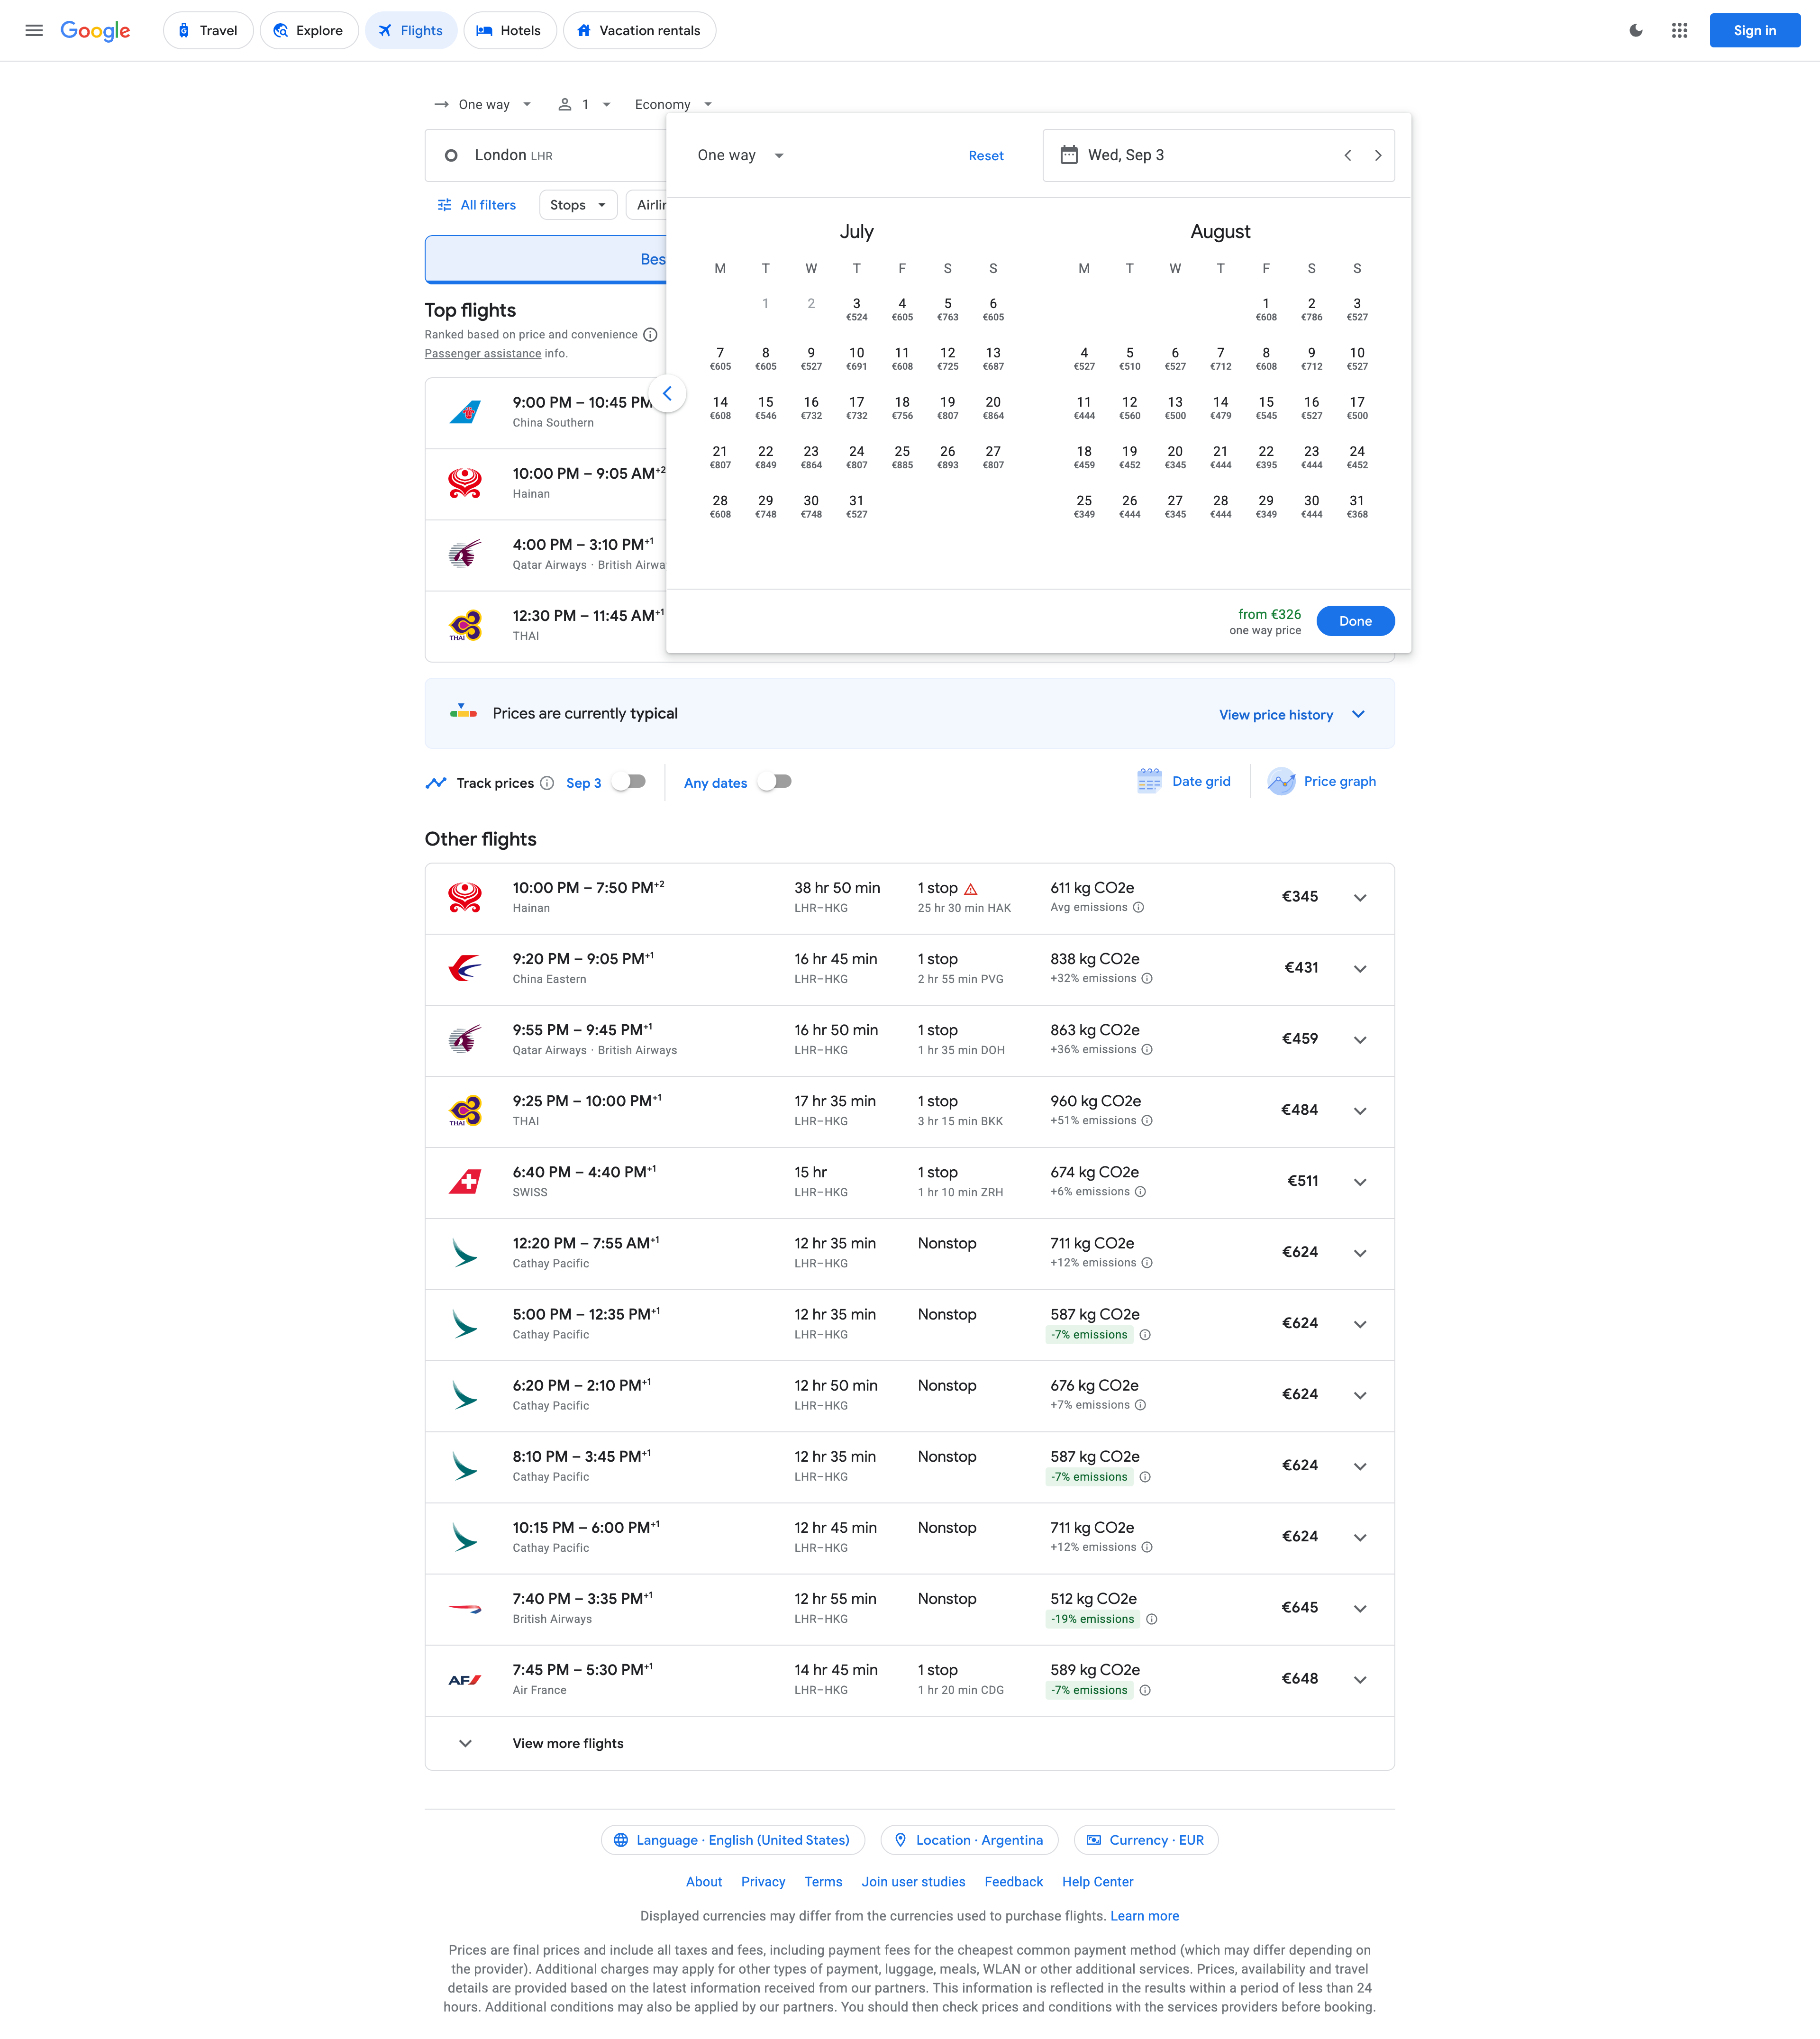 Google
Travel
Explore
Flights
Hotels
Vacation rentals
Sign in
One way
1
Economy
London LHR
All filters
Stops
Bes
Top flights
Ranked based on price and convenience
Passenger assistance info.
9:00 PM – 10:45 PM
China Southern
10:00 PM – 9:05 AM+2
Hainan
4:00 PM – 3:10 PM+1
Qatar Airways · British Airwa
12:30 PM – 11:45 AM+1
THAI
One way
Reset
Wed, Sep 3
July
M T W T F S S
1 2 3 4 5 6
€524 €605 €763 €605
7 8 9 10 11 12 13
€605 €605 €527 €691 €608 €725 €687
14 15 16 17 18 19 20
€608 €546 €732 €732 €756 €807 €864
21 22 23 24 25 26 27
€807 €849 €864 €807 €885 €893 €807
28 29 30 31
€608 €748 €748 €527
August
M T W T F S S
1 2 3
€608 €786 €527
4 5 6 7 8 9 10
€527 €510 €527 €712 €608 €712 €527
11 12 13 14 15 16 17
€444 €560 €500 €479 €545 €527 €500
18 19 20 21 22 23 24
€459 €452 €345 €444 €395 €444 €452
25 26 27 28 29 30 31
€349 €444 €345 €444 €349 €444 €368
from €326
one way price
Done
Prices are currently typical
View price history
Track prices
Sep 3
Any dates
Date grid
Price graph
Other flights
10:00 PM – 7:50 PM+2 38 hr 50 min 1 stop 611 kg CO2e €345
Hainan LHR–HKG 25 hr 30 min HAK Avg emissions
9:20 PM – 9:05 PM+1 16 hr 45 min 1 stop 838 kg CO2e €431
China Eastern LHR–HKG 2 hr 55 min PVG +32% emissions
9:55 PM – 9:45 PM+1 16 hr 50 min 1 stop 863 kg CO2e €459
Qatar Airways · British Airways LHR–HKG 1 hr 35 min DOH +36% emissions
9:25 PM – 10:00 PM+1 17 hr 35 min 1 stop 960 kg CO2e €484
THAI LHR–HKG 3 hr 15 min BKK +51% emissions
6:40 PM – 4:40 PM+1 15 hr 1 stop 674 kg CO2e €511
SWISS LHR–HKG 1 hr 10 min ZRH +6% emissions
12:20 PM – 7:55 AM+1 12 hr 35 min Nonstop 711 kg CO2e €624
Cathay Pacific LHR–HKG +12% emissions
5:00 PM – 12:35 PM+1 12 hr 35 min Nonstop 587 kg CO2e €624
Cathay Pacific LHR–HKG -7% emissions
6:20 PM – 2:10 PM+1 12 hr 50 min Nonstop 676 kg CO2e €624
Cathay Pacific LHR–HKG +7% emissions
8:10 PM – 3:45 PM+1 12 hr 35 min Nonstop 587 kg CO2e €624
Cathay Pacific LHR–HKG -7% emissions
10:15 PM – 6:00 PM+1 12 hr 45 min Nonstop 711 kg CO2e €624
Cathay Pacific LHR–HKG +12% emissions
7:40 PM – 3:35 PM+1 12 hr 55 min Nonstop 512 kg CO2e €645
British Airways LHR–HKG -19% emissions
7:45 PM – 5:30 PM+1 14 hr 45 min 1 stop 589 kg CO2e €648
Air France LHR–HKG 1 hr 20 min CDG -7% emissions
View more flights
Language · English (United States)
Location · Argentina
Currency · EUR
About Privacy Terms Join user studies Feedback Help Center
Displayed currencies may differ from the currencies used to purchase flights. Learn more
Prices are final prices and include all taxes and fees, including payment fees for the cheapest common payment method (which may differ depending on
the provider). Additional charges may apply for other types of payment, luggage, meals, WLAN or other additional services. Prices, availability and travel
details are provided based on the latest information received from our partners. This information is reflected in the results within a period of less than 24
hours. Additional conditions may also be applied by our partners. You should then check prices and conditions with the services providers before booking.